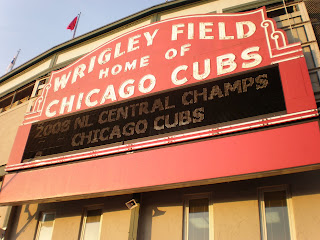 WRIGLEY FIELD
HOME OF
CHICAGO CUBS
2008 NL CENTRAL CHAMPS
CHICAGO CUBS